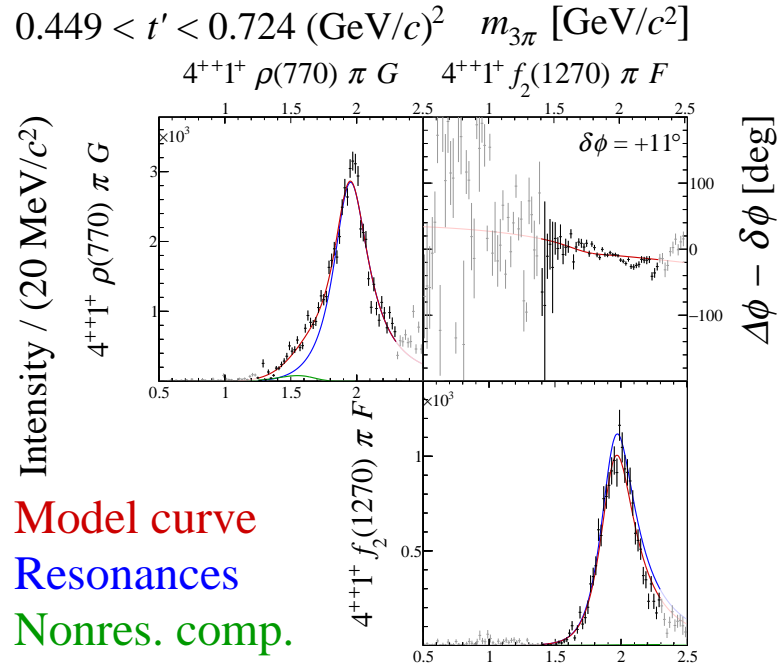 0.449 < t′ < 0.724 (GeV/c)² m₃π [GeV/c²]
4⁺⁺1⁺ ρ(770) π G 4⁺⁺1⁺ f₂(1270) π F
1 1.5 2 0.5 1 1.5 2 2.5
×10³
3
2
1
δϕ = +11°
100
0
−100
0.5 1 1.5 2 2.5
Intensity / (20 MeV/c²)
4⁺⁺1⁺ ρ(770) π G
Δϕ − δϕ [deg]
×10³
1
0.5
4⁺⁺1⁺ f₂(1270) π F
0.5 1 1.5 2 2.5
Model curve
Resonances
Nonres. comp.